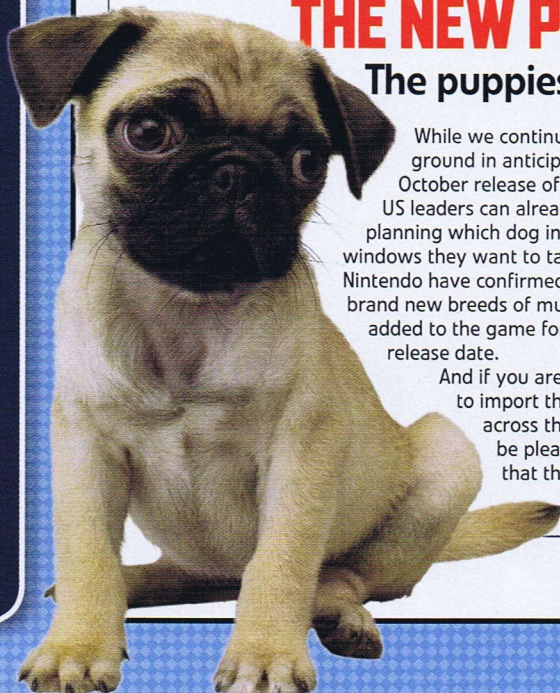 THE NEW P
The puppies
While we continu
ground in anticip
October release of
US leaders can alrea
planning which dog in
windows they want to ta
Nintendo have confirmed
brand new breeds of mu
added to the game fo
release date.
And if you are
to import th
across th
be plea
that th